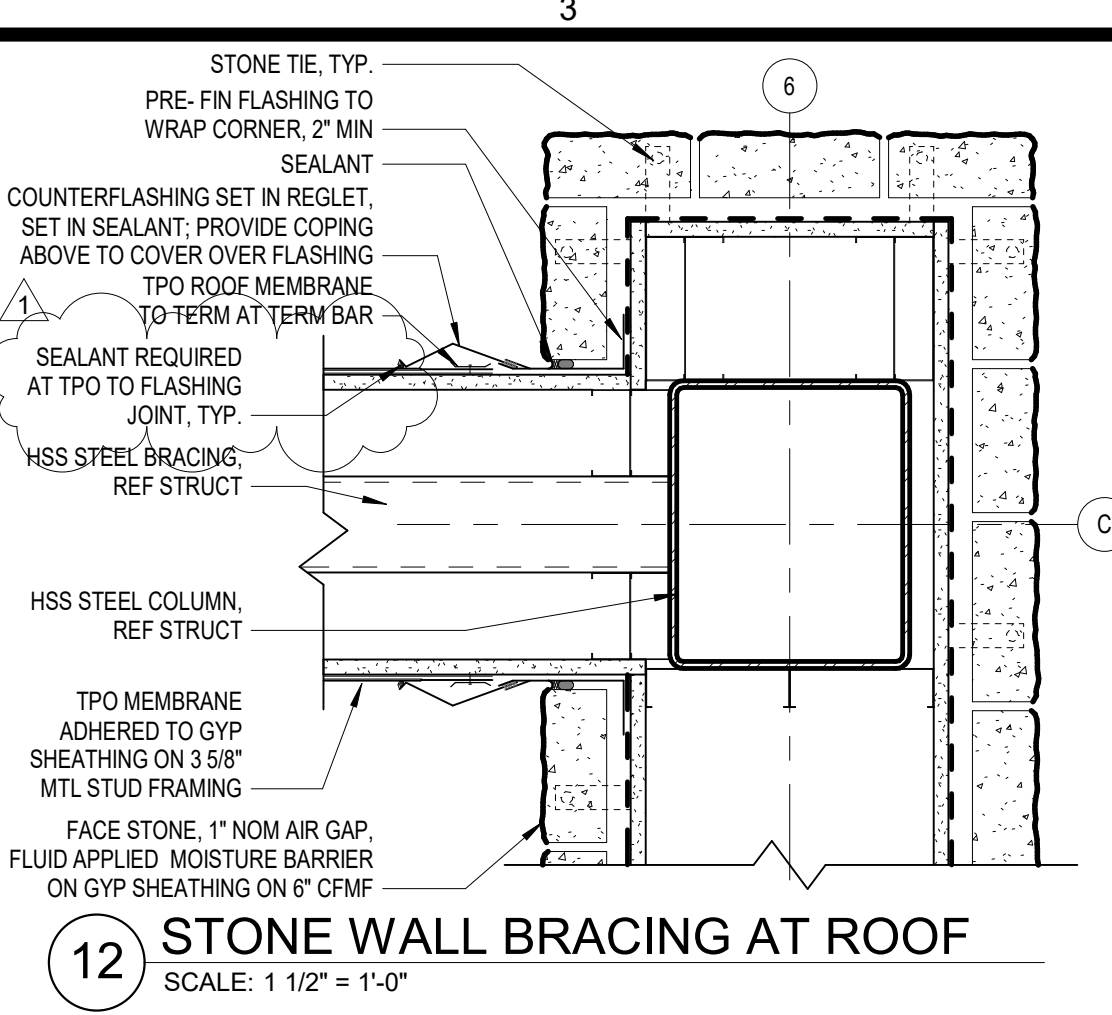 3
STONE TIE, TYP.
PRE- FIN FLASHING TO
WRAP CORNER, 2" MIN
SEALANT
COUNTERFLASHING SET IN REGLET,
SET IN SEALANT; PROVIDE COPING
ABOVE TO COVER OVER FLASHING
TPO ROOF MEMBRANE
TO TERM AT TERM BAR
1
SEALANT REQUIRED
AT TPO TO FLASHING
JOINT, TYP.
HSS STEEL BRACING,
REF STRUCT
HSS STEEL COLUMN,
REF STRUCT
TPO MEMBRANE
ADHERED TO GYP
SHEATHING ON 3 5/8"
MTL STUD FRAMING
FACE STONE, 1" NOM AIR GAP,
FLUID APPLIED MOISTURE BARRIER
ON GYP SHEATHING ON 6" CFMF
6
C
12
STONE WALL BRACING AT ROOF
SCALE: 1 1/2" = 1'-0"